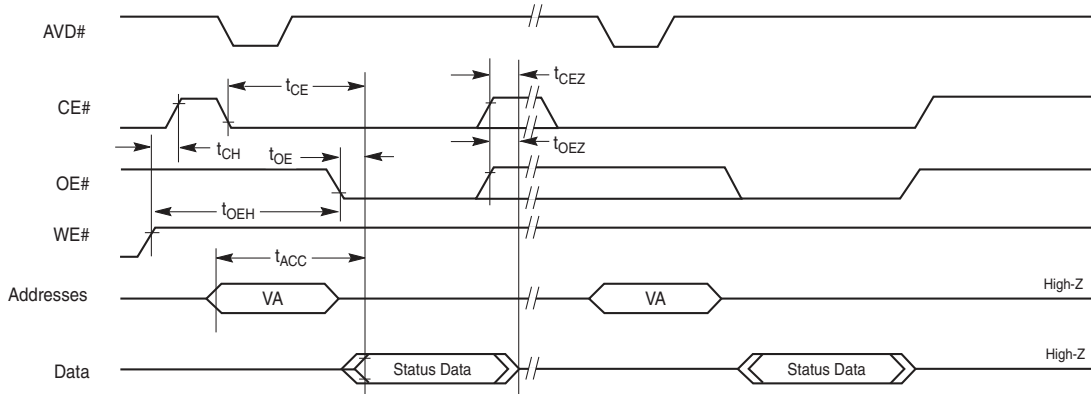 AVD#
tCEZ
tCE
CE#
tCH
tOE
tOEZ
OE#
tOEH
WE#
tACC
Addresses
VA
VA
High-Z
Data
Status Data
Status Data
High-Z